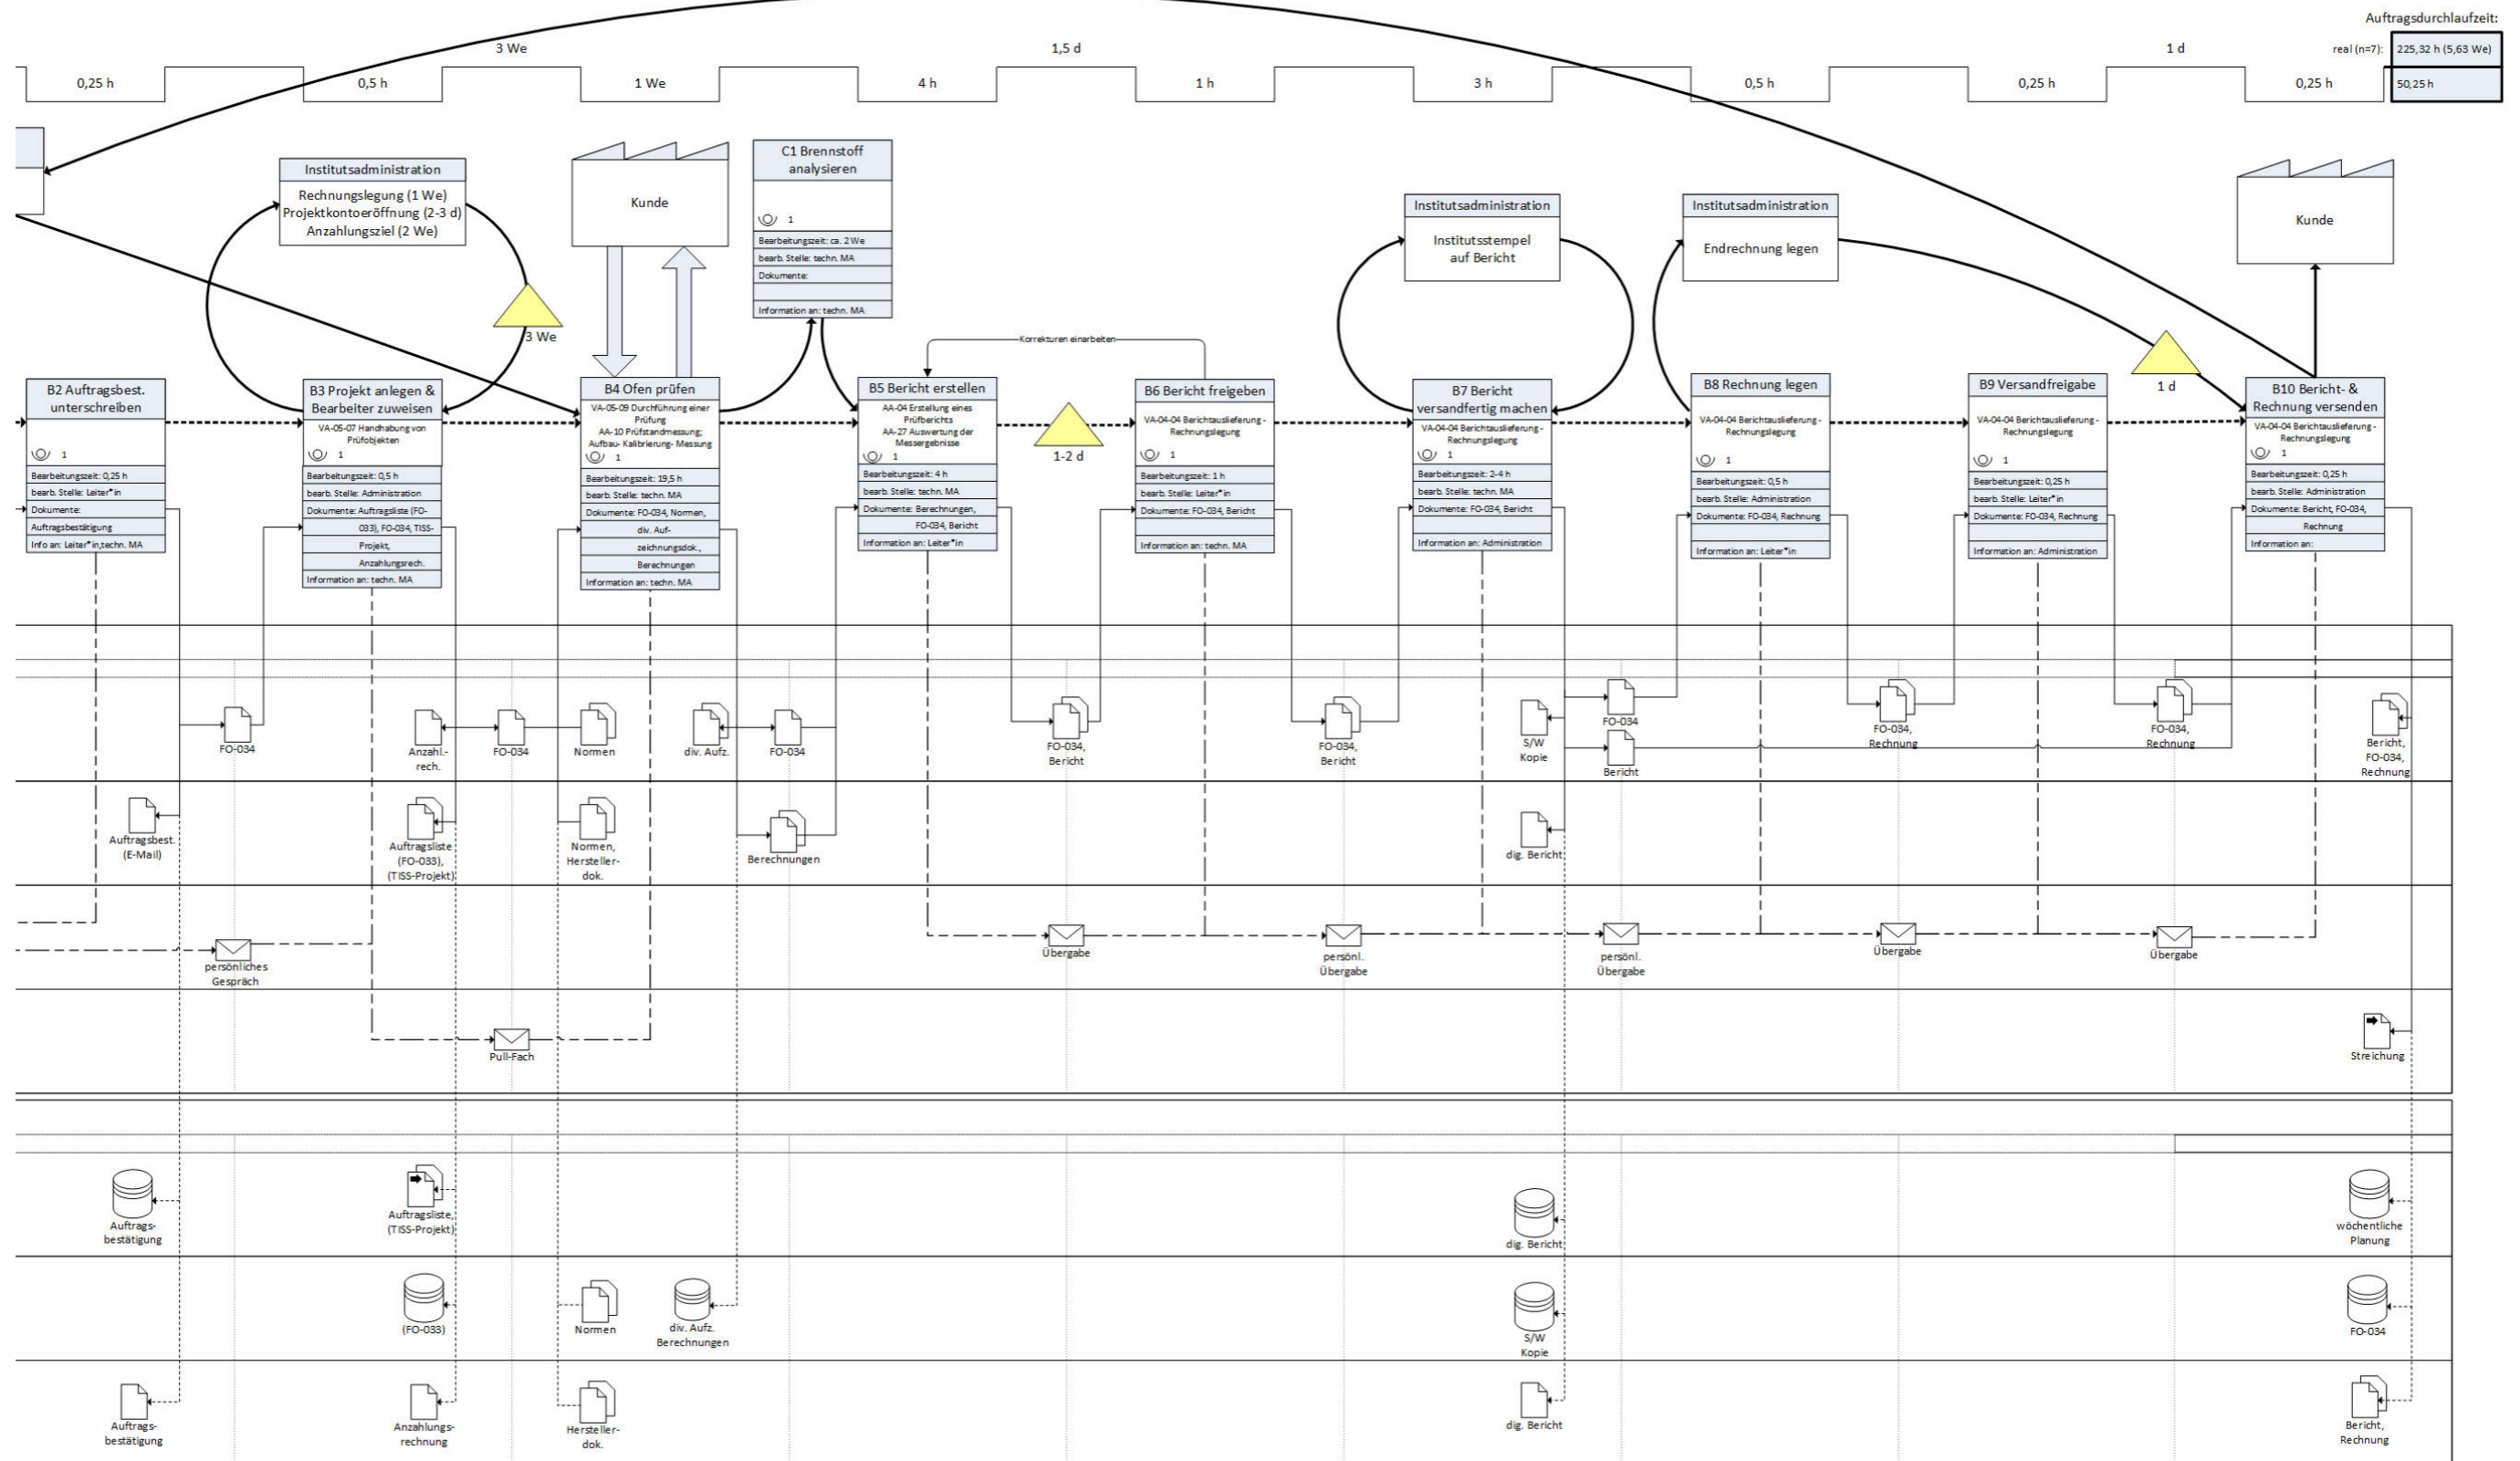 Auftragsdurchlaufzeit:
real (n=7):
225,32 h (5,63 We)
50,25 h
3 We
1,5 d
1 d
0,25 h
0,5 h
1 We
4 h
1 h
3 h
0,5 h
0,25 h
0,25 h
Institutsadministration
Rechnungslegung (1 We)
Projektkontoeröffnung (2-3 d)
Anzahlungsziel (2 We)
Kunde
C1 Brennstoff
analysieren
1
Bearbeitungszeit: ca. 2 We
bearb. Stelle: techn. MA
Dokumente:
Information an: techn. MA
Institutsadministration
Institutsstempel
auf Bericht
Institutsadministration
Endrechnung legen
Kunde
3 We
Korrekturen einarbeiten
1-2 d
1 d
B2 Auftragsbest.
unterschreiben
1
Bearbeitungszeit: 0,25 h
bearb. Stelle: Leiter*in
Dokumente:
Auftragsbestätigung
Info an: Leiter*in,techn. MA
B3 Projekt anlegen &
Bearbeiter zuweisen
VA-05-07 Handhabung von
Prüfobjekten
1
Bearbeitungszeit: 0,5 h
bearb. Stelle: Administration
Dokumente: Auftragsliste (FO-
033), FO-034, TISS-
Projekt,
Anzahlungsrech.
Information an: techn. MA
B4 Ofen prüfen
VA-05-09 Durchführung einer
Prüfung
AA-10 Prüfstandmessung;
Aufbau- Kalibrierung- Messung
1
Bearbeitungszeit: 19,5 h
bearb. Stelle: techn. MA
Dokumente: FO-034, Normen,
div. Auf-
zeichnungsdok.,
Berechnungen
Information an: techn. MA
B5 Bericht erstellen
AA-04 Erstellung eines
Prüfberichts
AA-27 Auswertung der
Messergebnisse
1
Bearbeitungszeit: 4 h
bearb. Stelle: techn. MA
Dokumente: Berechnungen,
FO-034, Bericht
Information an: Leiter*in
B6 Bericht freigeben
VA-04-04 Berichtauslieferung -
Rechnungslegung
1
Bearbeitungszeit: 1 h
bearb. Stelle: Leiter*in
Dokumente: FO-034, Bericht
Information an: techn. MA
B7 Bericht
versandfertig machen
VA-04-04 Berichtauslieferung -
Rechnungslegung
1
Bearbeitungszeit: 2-4 h
bearb. Stelle: techn. MA
Dokumente: FO-034, Bericht
Information an: Administration
B8 Rechnung legen
VA-04-04 Berichtauslieferung -
Rechnungslegung
1
Bearbeitungszeit: 0,5 h
bearb. Stelle: Administration
Dokumente: FO-034, Rechnung
Information an: Leiter*in
B9 Versandfreigabe
VA-04-04 Berichtauslieferung -
Rechnungslegung
1
Bearbeitungszeit: 0,25 h
bearb. Stelle: Leiter*in
Dokumente: FO-034, Rechnung
Information an: Administration
B10 Bericht- &
Rechnung versenden
VA-04-04 Berichtauslieferung -
Rechnungslegung
1
Bearbeitungszeit: 0,25 h
bearb. Stelle: Administration
Dokumente: Bericht, FO-034,
Rechnung
Information an:
FO-034
Anzahl.-
rech.
FO-034
Normen
div. Aufz.
FO-034
FO-034,
Bericht
FO-034,
Bericht
S/W
Kopie
FO-034
Bericht
FO-034,
Rechnung
FO-034,
Rechnung
Bericht,
FO-034,
Rechnung
Auftragsbest.
(E-Mail)
Auftragsliste
(FO-033),
(TISS-Projekt)
Normen,
Hersteller-
dok.
Berechnungen
dig. Bericht
persönliches
Gespräch
Übergabe
persönl.
Übergabe
persönl.
Übergabe
Übergabe
Übergabe
Pull-Fach
Streichung
Auftrags-
bestätigung
Auftragsliste,
(TISS-Projekt)
dig. Bericht
wöchentliche
Planung
(FO-033)
Normen
div. Aufz.
Berechnungen
S/W
Kopie
FO-034
Auftrags-
bestätigung
Anzahlungs-
rechnung
Hersteller-
dok.
dig. Bericht
Bericht,
Rechnung